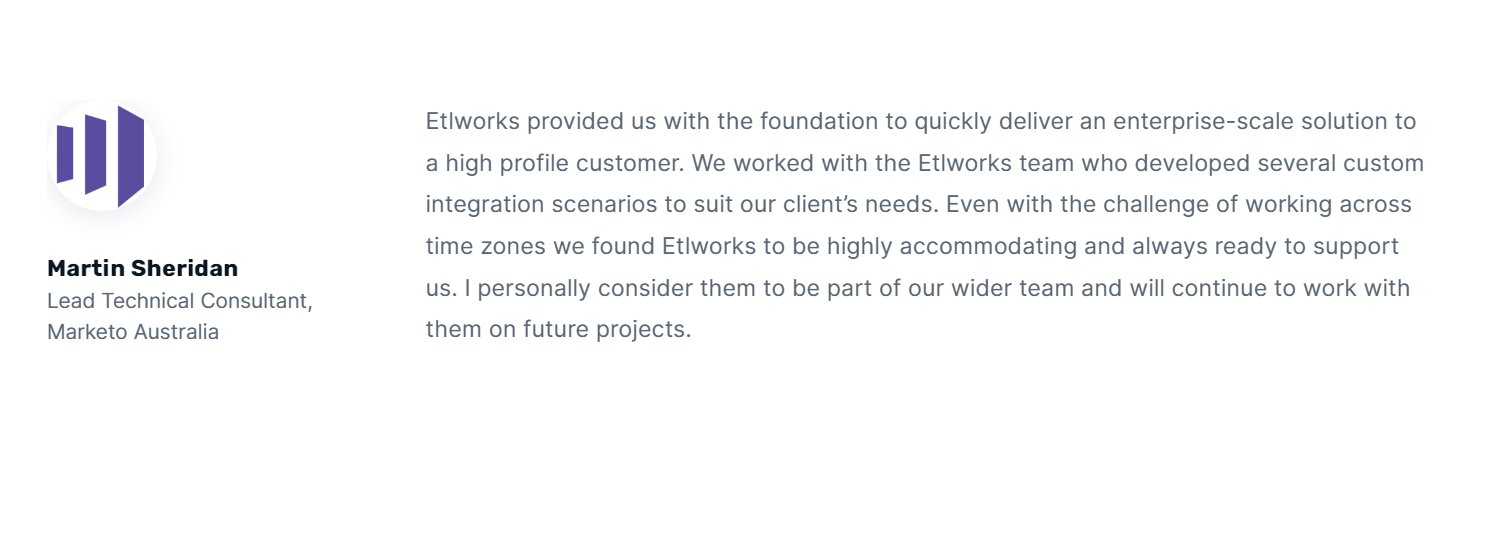 Martin Sheridan
Lead Technical Consultant,
Marketo Australia
Etlworks provided us with the foundation to quickly deliver an enterprise-scale solution to
a high profile customer. We worked with the Etlworks team who developed several custom
integration scenarios to suit our client’s needs. Even with the challenge of working across
time zones we found Etlworks to be highly accommodating and always ready to support
us. I personally consider them to be part of our wider team and will continue to work with
them on future projects.